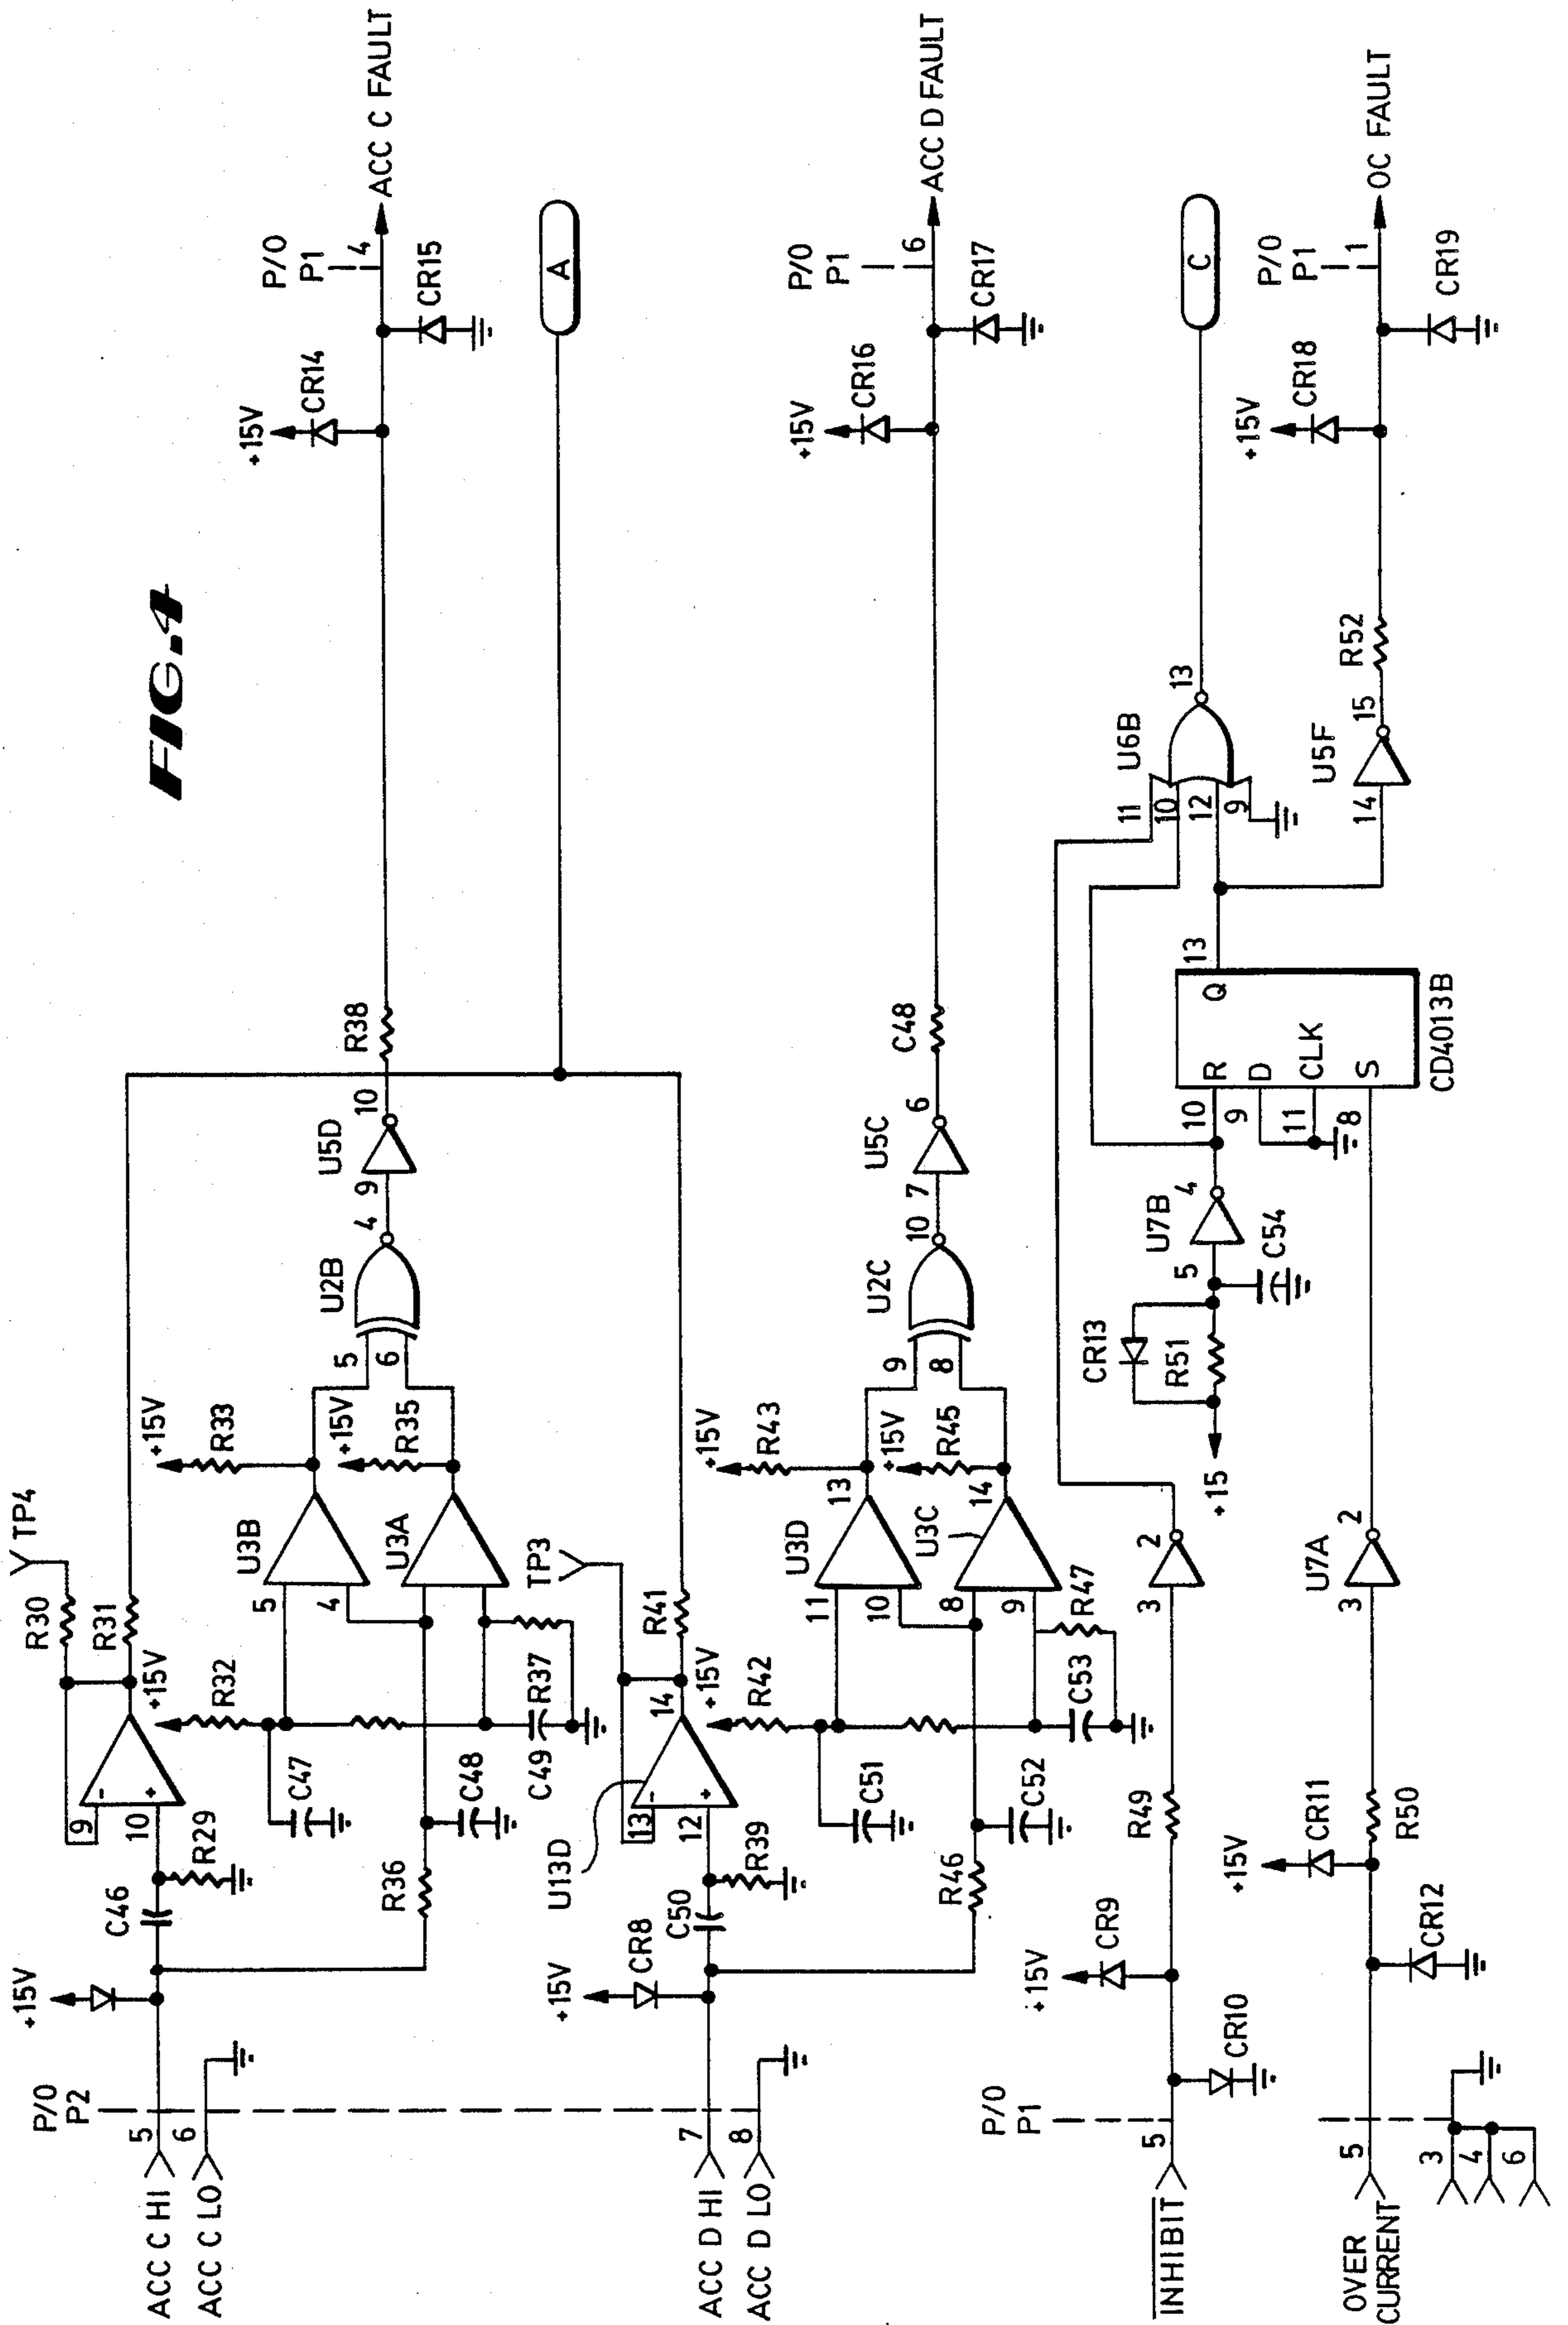 FIG.4
ACC C HI
5
ACC C LO
6
P/O
P2
+15V
C46
R29
9
10
-
+
R30
TP4
R31
+15V
R32
C47
R36
C48
C49
R37
5
4
U3B
U3A
+15V
R33
+15V
R35
5
6
U2B
4
9
U5D
10
R38
+15V
CR14
CR15
P/O
P1
4
ACC C FAULT
A
ACC D HI
7
ACC D LO
8
+15V
CR8
C50
R39
U13D
13
12
-
+
14
TP3
R41
+15V
R42
C51
R46
C52
C53
R47
11
10
8
9
U3D
U3C
13
14
+15V
R43
+15V
R45
9
8
U2C
10
7
U5C
6
C48
+15V
CR16
CR17
P/O
P1
6
ACC D FAULT
INHIBIT
5
P/O
P1
CR10
+15V
CR9
R49
3
2
+15
CR13
R51
C54
5
U7B
4
10
9
11
8
R
D
CLK
S
Q
CD4013B
13
11
10
12
9
U6B
13
C
OVER
CURRENT
5
3
4
6
CR12
+15V
CR11
R50
3
U7A
2
14
U5F
15
R52
+15V
CR18
CR19
P/O
P1
1
OC FAULT